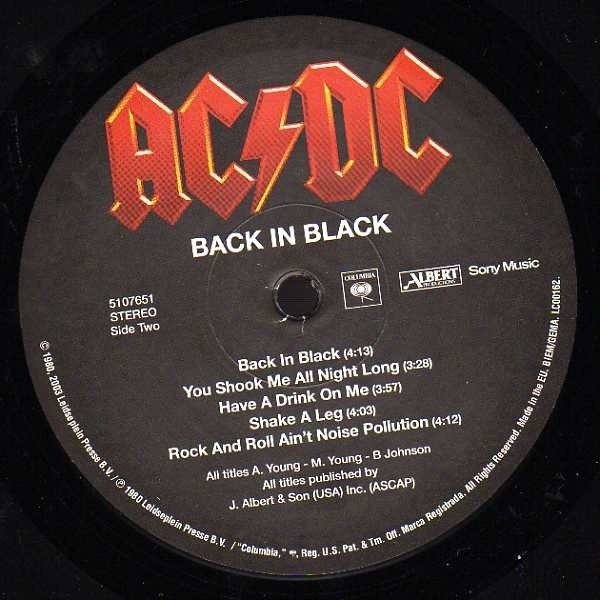 AC/DC
BACK IN BLACK
5107651
STEREO
Side Two
COLUMBIA
ALBERT
PRODUCTIONS
Sony Music
Back In Black (4:13)
You Shook Me All Night Long (3:28)
Have A Drink On Me (3:57)
Shake A Leg (4:03)
Rock And Roll Ain't Noise Pollution (4:12)
All titles A. Young - M. Young - B Johnson
All titles published by
J. Albert & Son (USA) Inc. (ASCAP)
© 1980, 2003 Leidseplein Presse B.V. / ℗ 1980 Leidseplein Presse B.V. / "Columbia," Reg. U.S. Pat. & Tm. Off. Marca Registrada. All Rights Reserved. Made in the EU. BIEM/GEMA. LC00162.